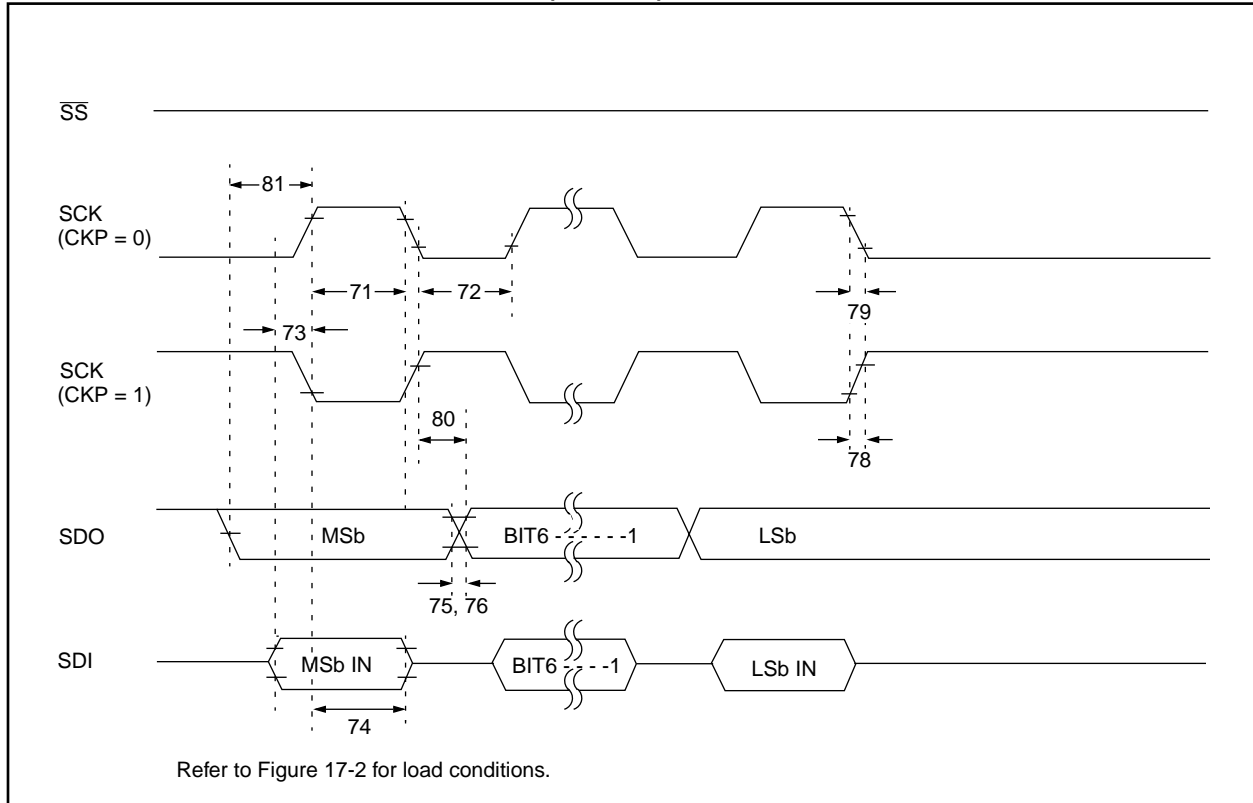 SS
81
SCK
(CKP = 0)
71
72
79
73
SCK
(CKP = 1)
80
78
SDO
MSb
BIT6 - - - - - -1
LSb
75, 76
SDI
MSb IN
BIT6 - - - - -1
LSb IN
74
Refer to Figure 17-2 for load conditions.